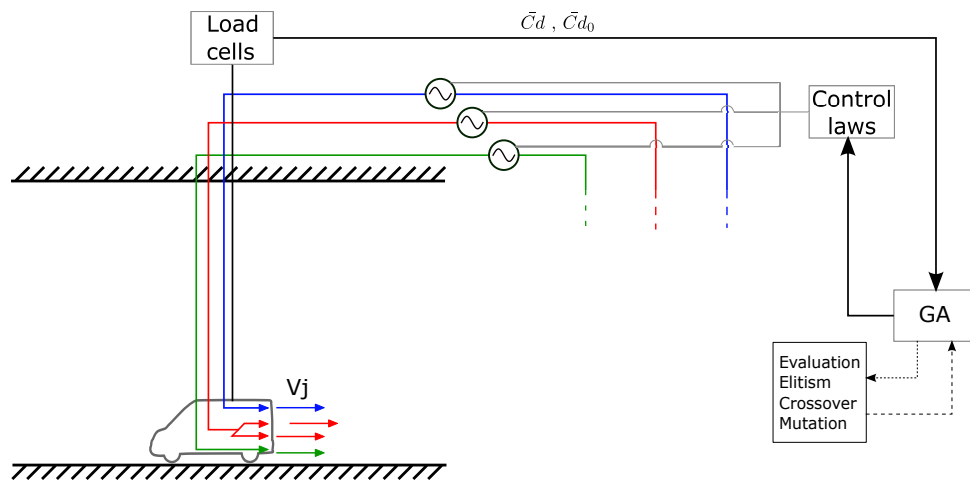 Load
cells
C̄d , C̄d₀
Control
laws
GA
Evaluation
Elitism
Crossover
Mutation
Vj